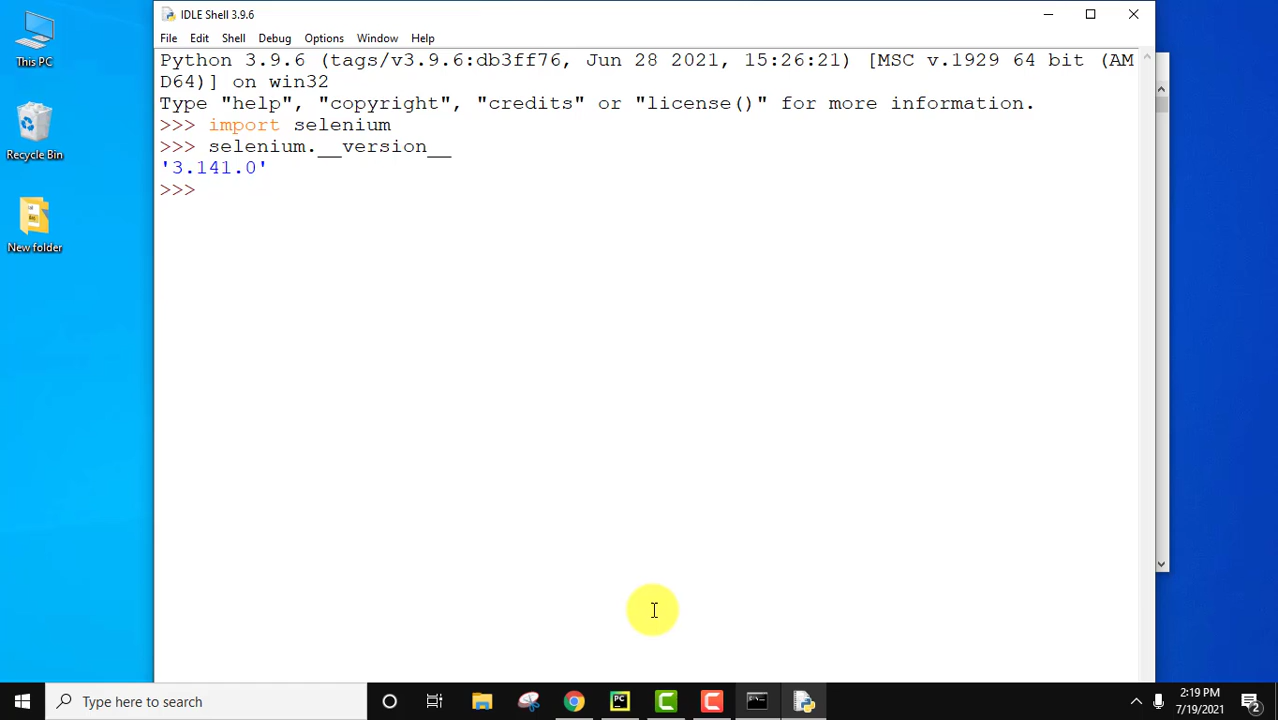 IDLE Shell 3.9.6
File Edit Shell Debug Options Window Help
Python 3.9.6 (tags/v3.9.6:db3ff76, Jun 28 2021, 15:26:21) [MSC v.1929 64 bit (AM
D64)] on win32
Type "help", "copyright", "credits" or "license()" for more information.
>>> import selenium
>>> selenium.__version__
'3.141.0'
>>>
This PC
Recycle Bin
New folder
Type here to search
PC
2:19 PM
7/19/2021
2